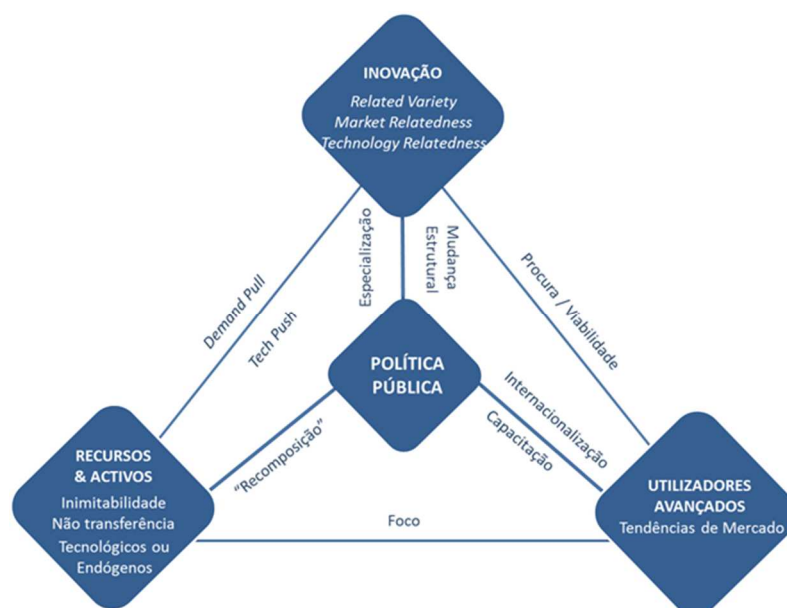 INOVAÇÃO
Related Variety
Market Relatedness
Technology Relatedness
Especialização
Mudança
Estrutural
Demand Pull
Tech Push
Procura / Viabilidade
POLÍTICA
PÚBLICA
"Recomposição"
Internacionalização
Capacitação
RECURSOS
& ACTIVOS
Inimitabilidade
Não transferência
Tecnológicos ou
Endógenos
Foco
UTILIZADORES
AVANÇADOS
Tendências de Mercado